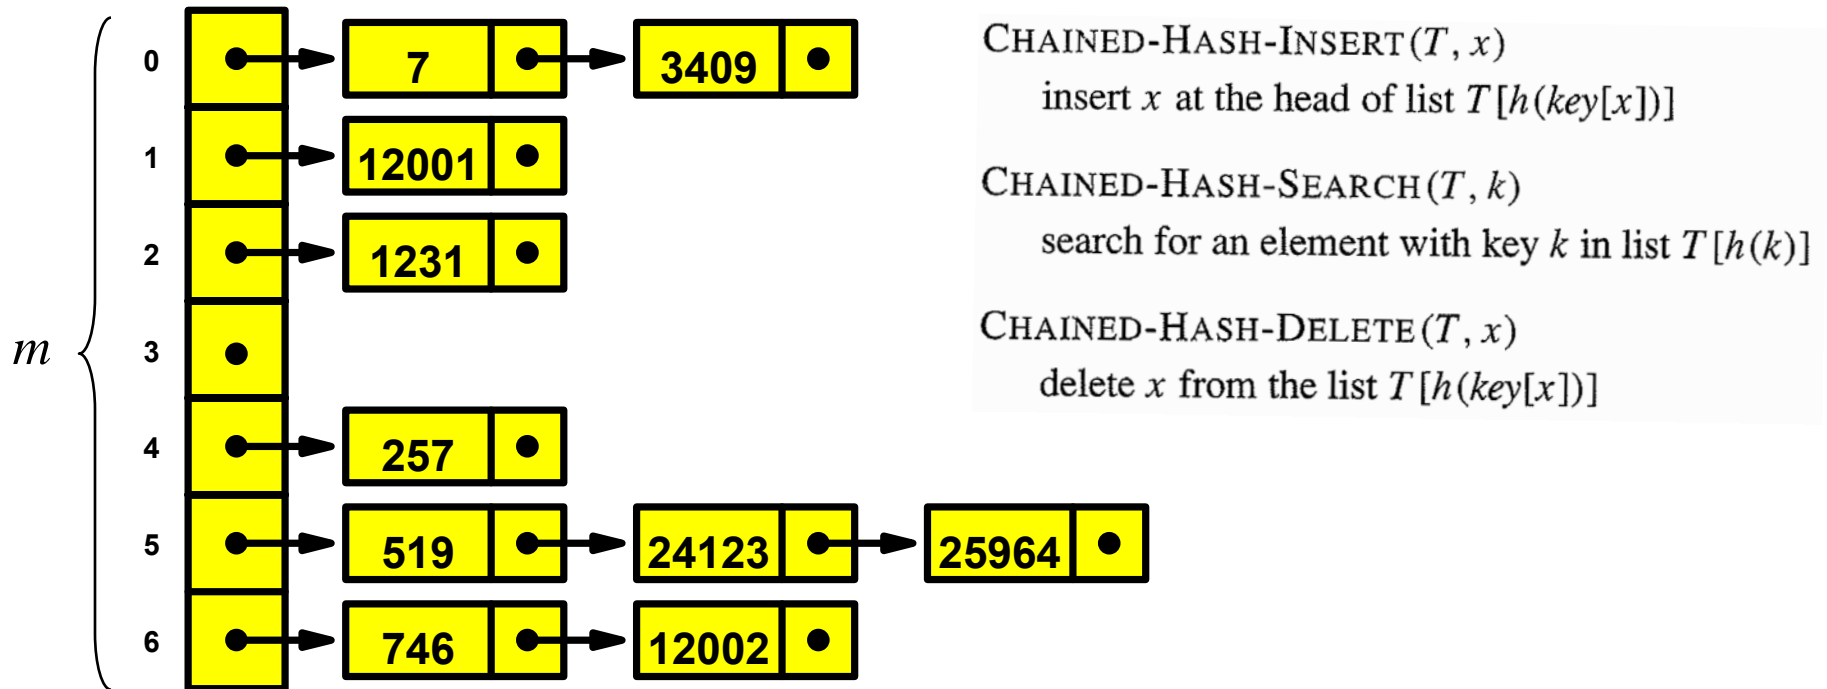 m
0 7 3409
1 12001
2 1231
3
4 257
5 519 24123 25964
6 746 12002
CHAINED-HASH-INSERT(T, x)
insert x at the head of list T[h(key[x])]
CHAINED-HASH-SEARCH(T, k)
search for an element with key k in list T[h(k)]
CHAINED-HASH-DELETE(T, x)
delete x from the list T[h(key[x])]